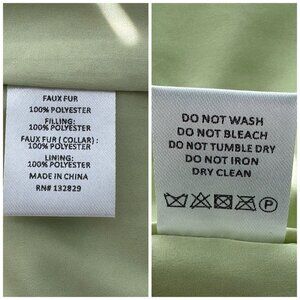 FAUX FUR
100% POLYESTER
FILLING:
100% POLYESTER
FAUX FUR ( COLLAR) :
100% POLYESTER
LINING:
100% POLYESTER
MADE IN CHINA
RN# 132829
DO NOT WASH
DO NOT BLEACH
DO NOT TUMBLE DRY
DO NOT IRON
DRY CLEAN
P